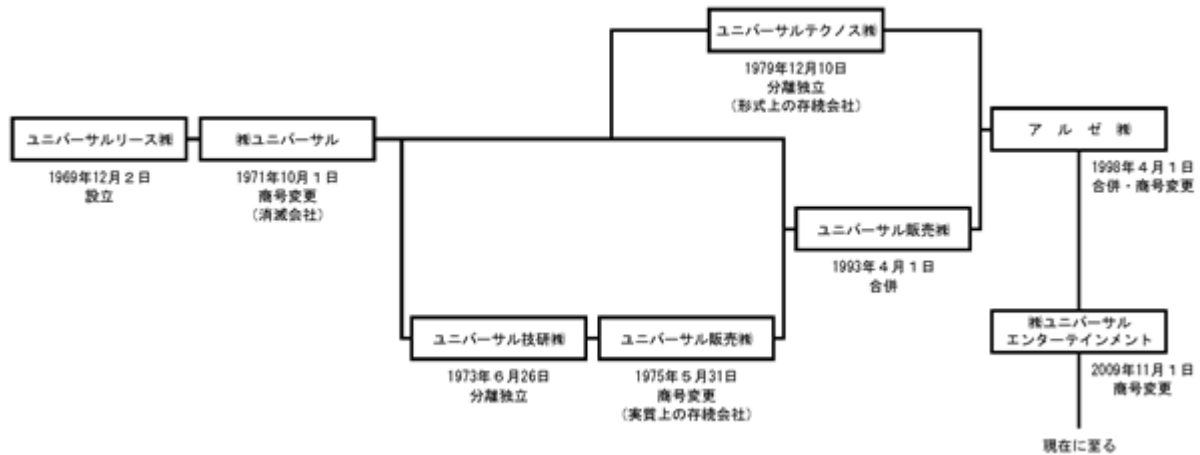 ユニバーサルテクノス㈱
1979年12月10日
分離独立
（形式上の存続会社）
ユニバーサルリース㈱
1969年12月２日
設立
㈱ユニバーサル
1971年10月１日
商号変更
（消滅会社）
アルゼ㈱
1998年４月１日
合併・商号変更
ユニバーサル販売㈱
1993年４月１日
合併
ユニバーサル技研㈱
1973年６月26日
分離独立
ユニバーサル販売㈱
1975年５月31日
商号変更
（実質上の存続会社）
㈱ユニバーサル
エンターテインメント
2009年11月１日
商号変更
現在に至る